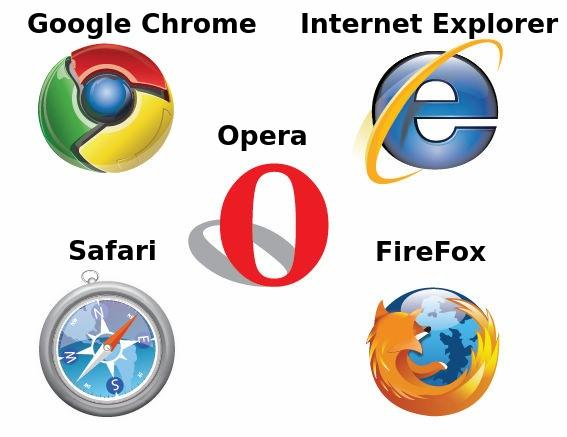 Google Chrome
Internet Explorer
Opera
Safari
FireFox
N
E
S
W